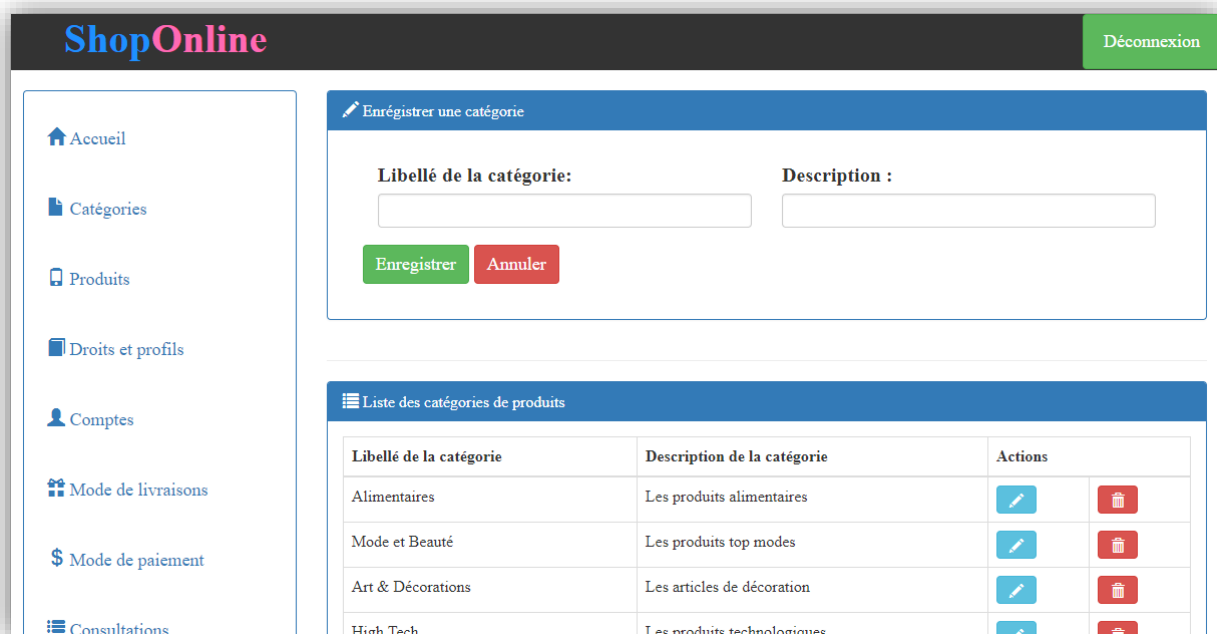 ShopOnline
Déconnexion
Accueil
Catégories
Produits
Droits et profils
Comptes
Mode de livraisons
Mode de paiement
Consultations
Enrégistrer une catégorie
Libellé de la catégorie:
Description :
Enregistrer
Annuler
Liste des catégories de produits
Libellé de la catégorie
Description de la catégorie
Actions
Alimentaires
Les produits alimentaires
Mode et Beauté
Les produits top modes
Art & Décorations
Les articles de décoration
High Tech
Les produits technologiques